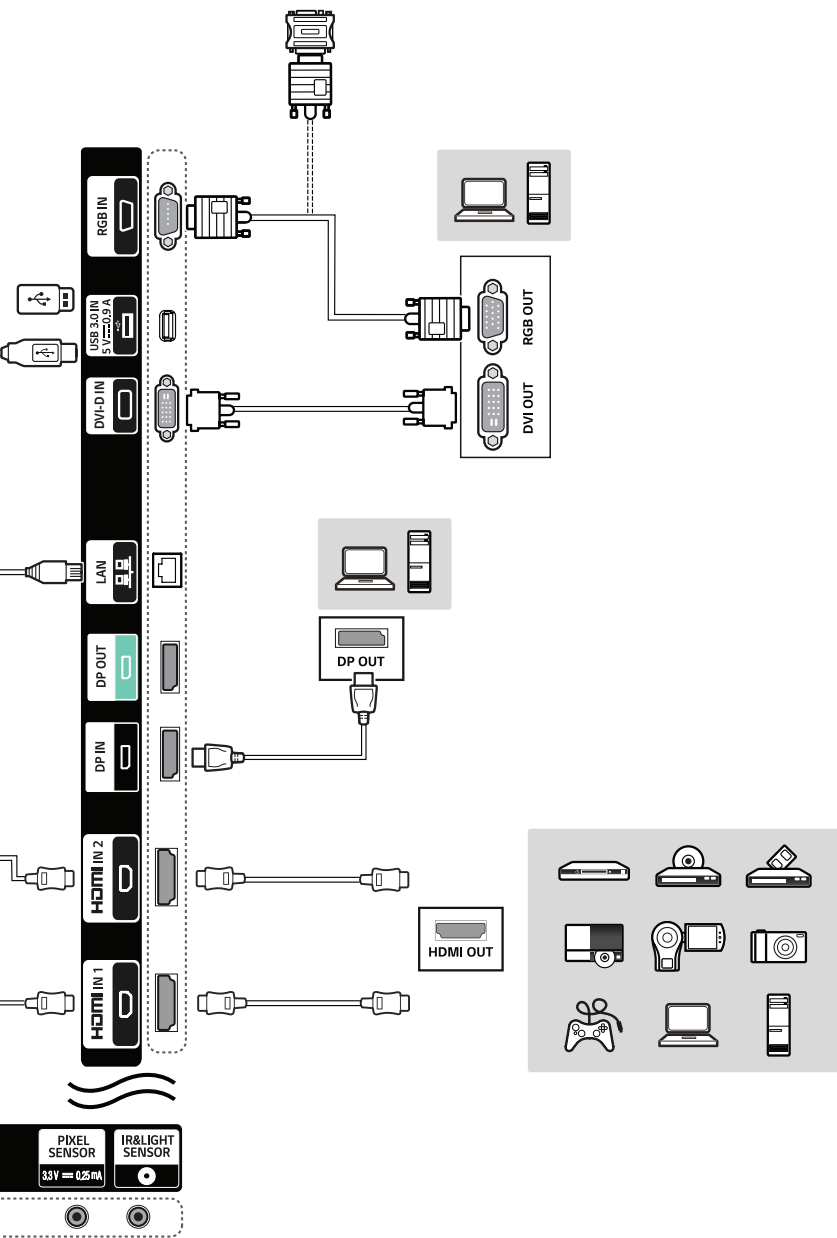 RGB IN
USB 3.0 IN
5 V⎓0.9 A
DVI-D IN
LAN
DP OUT
DP IN
HDMI IN 2
HDMI IN 1
RGB OUT
DVI OUT
DP OUT
HDMI OUT
PIXEL
SENSOR
3.3 V ⎓ 0.25 mA
IR&LIGHT
SENSOR